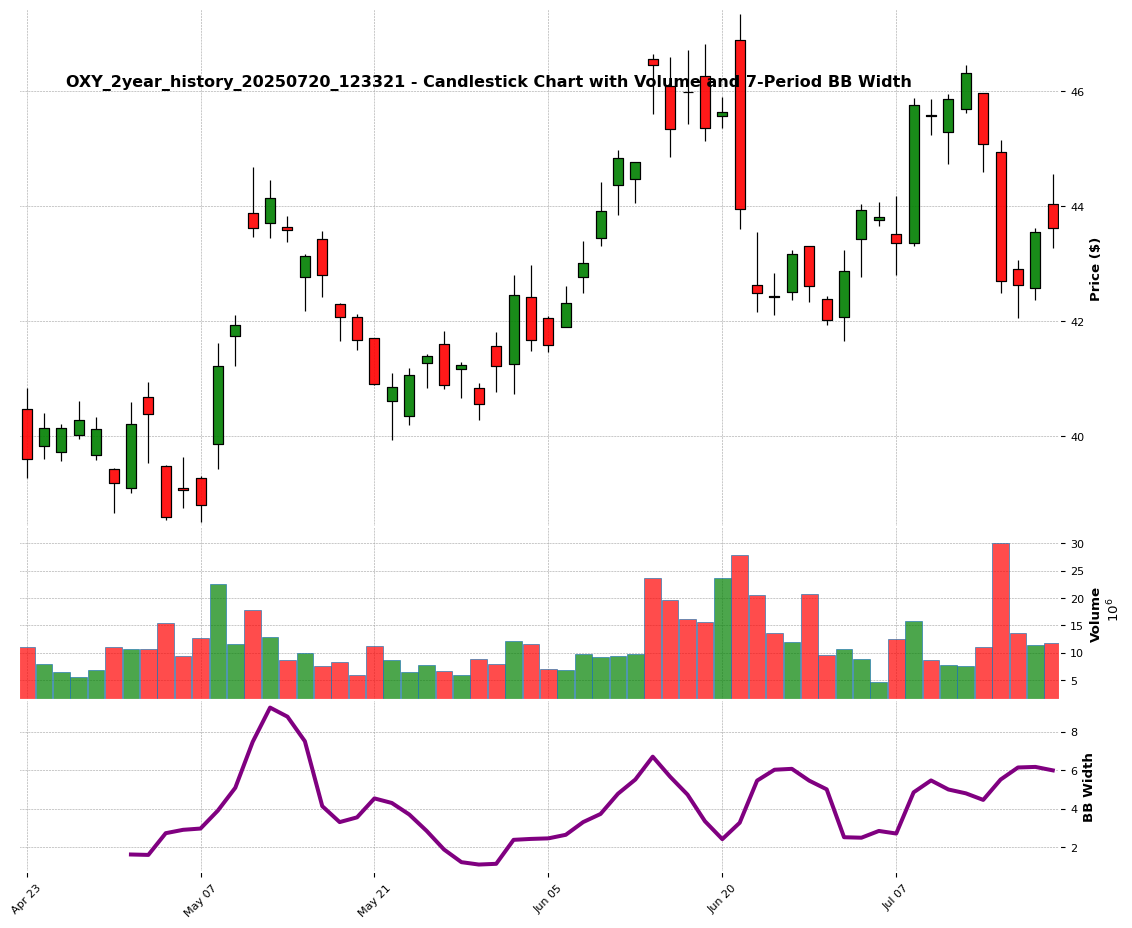 OXY_2year_history_20250720_123321 - Candlestick Chart with Volume and 7-Period BB Width
46
44
42
40
Price ($)
30
25
20
15
10
5
Volume
10^6
8
6
4
2
BB Width
Apr 23
May 07
May 21
Jun 05
Jun 20
Jul 07